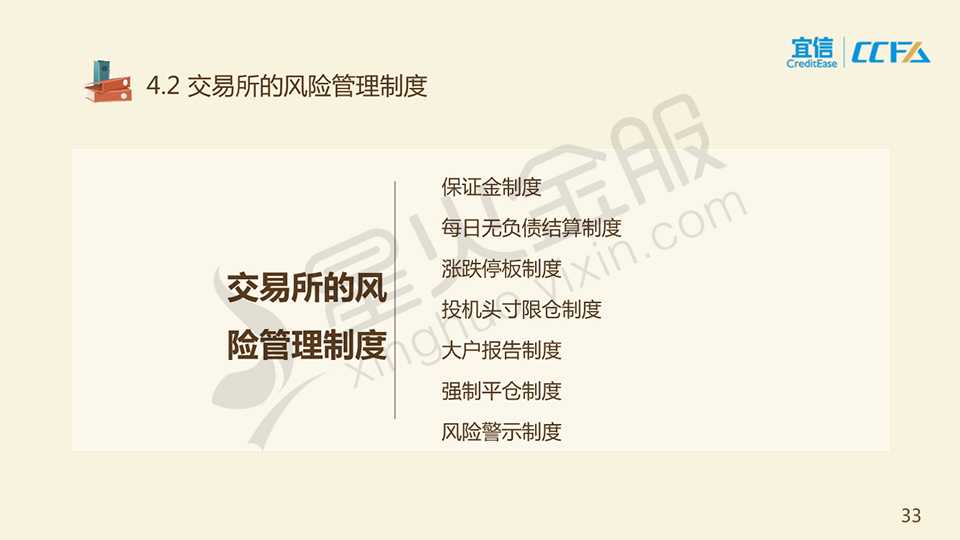 宜信
CreditEase
CCFA
4.2 交易所的风险管理制度
交易所的风
险管理制度
保证金制度
每日无负债结算制度
涨跌停板制度
投机头寸限仓制度
大户报告制度
强制平仓制度
风险警示制度
星火金服
xinghuo.yixin.com
33